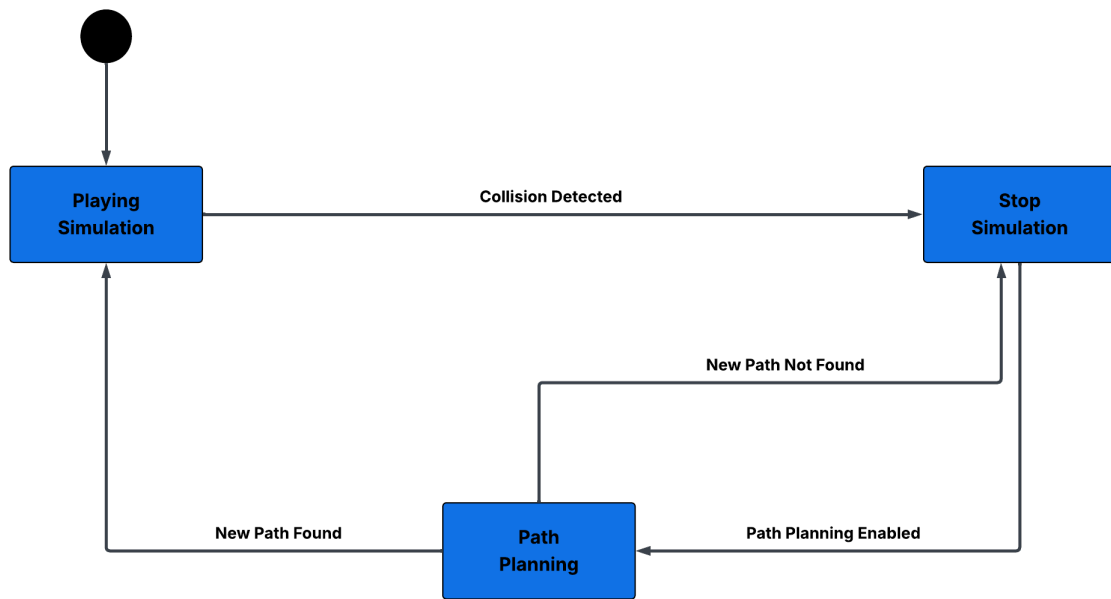 Playing
Simulation
Collision Detected
Stop
Simulation
New Path Not Found
New Path Found
Path
Planning
Path Planning Enabled